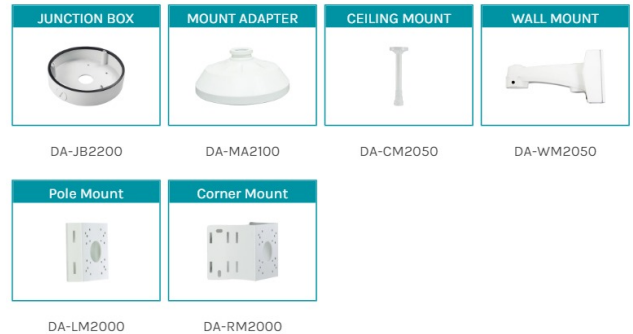 JUNCTION BOX
MOUNT ADAPTER
CEILING MOUNT
WALL MOUNT
DA-JB2200
DA-MA2100
DA-CM2050
DA-WM2050
Pole Mount
Corner Mount
DA-LM2000
DA-RM2000